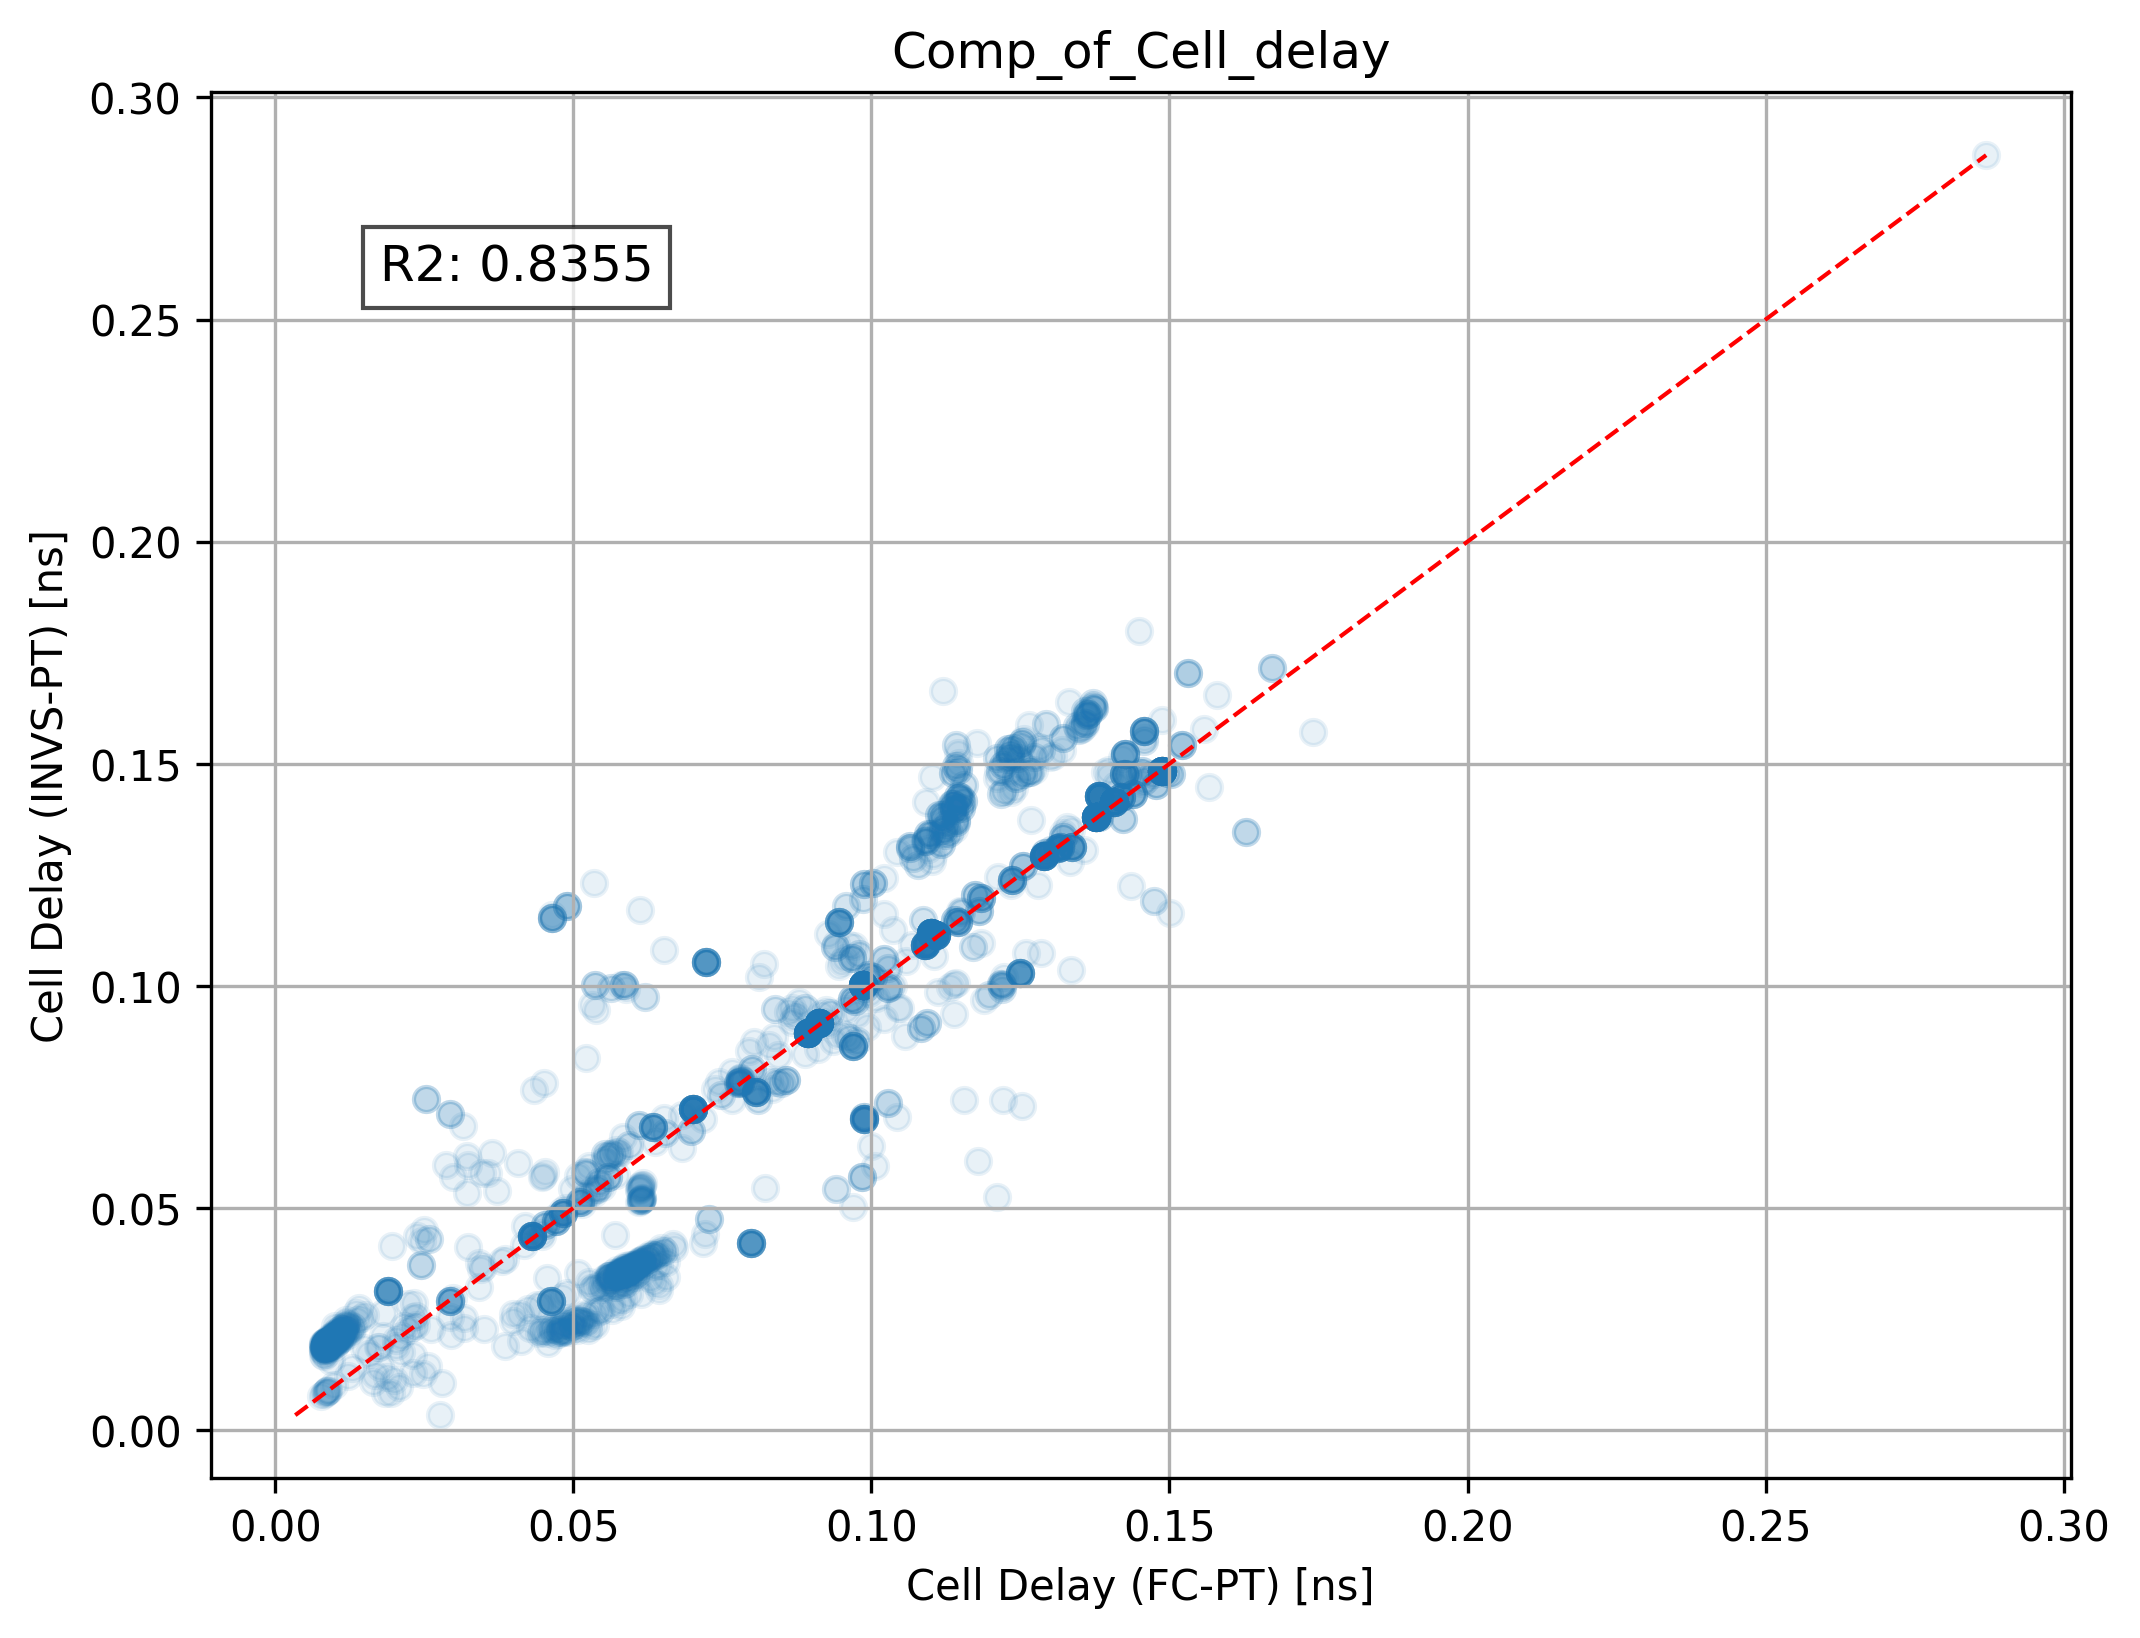 Comp_of_Cell_delay
0.30
0.25
0.20
0.15
0.10
0.05
0.00
Cell Delay (INVS-PT) [ns]
R2: 0.8355
0.00 0.05 0.10 0.15 0.20 0.25 0.30
Cell Delay (FC-PT) [ns]